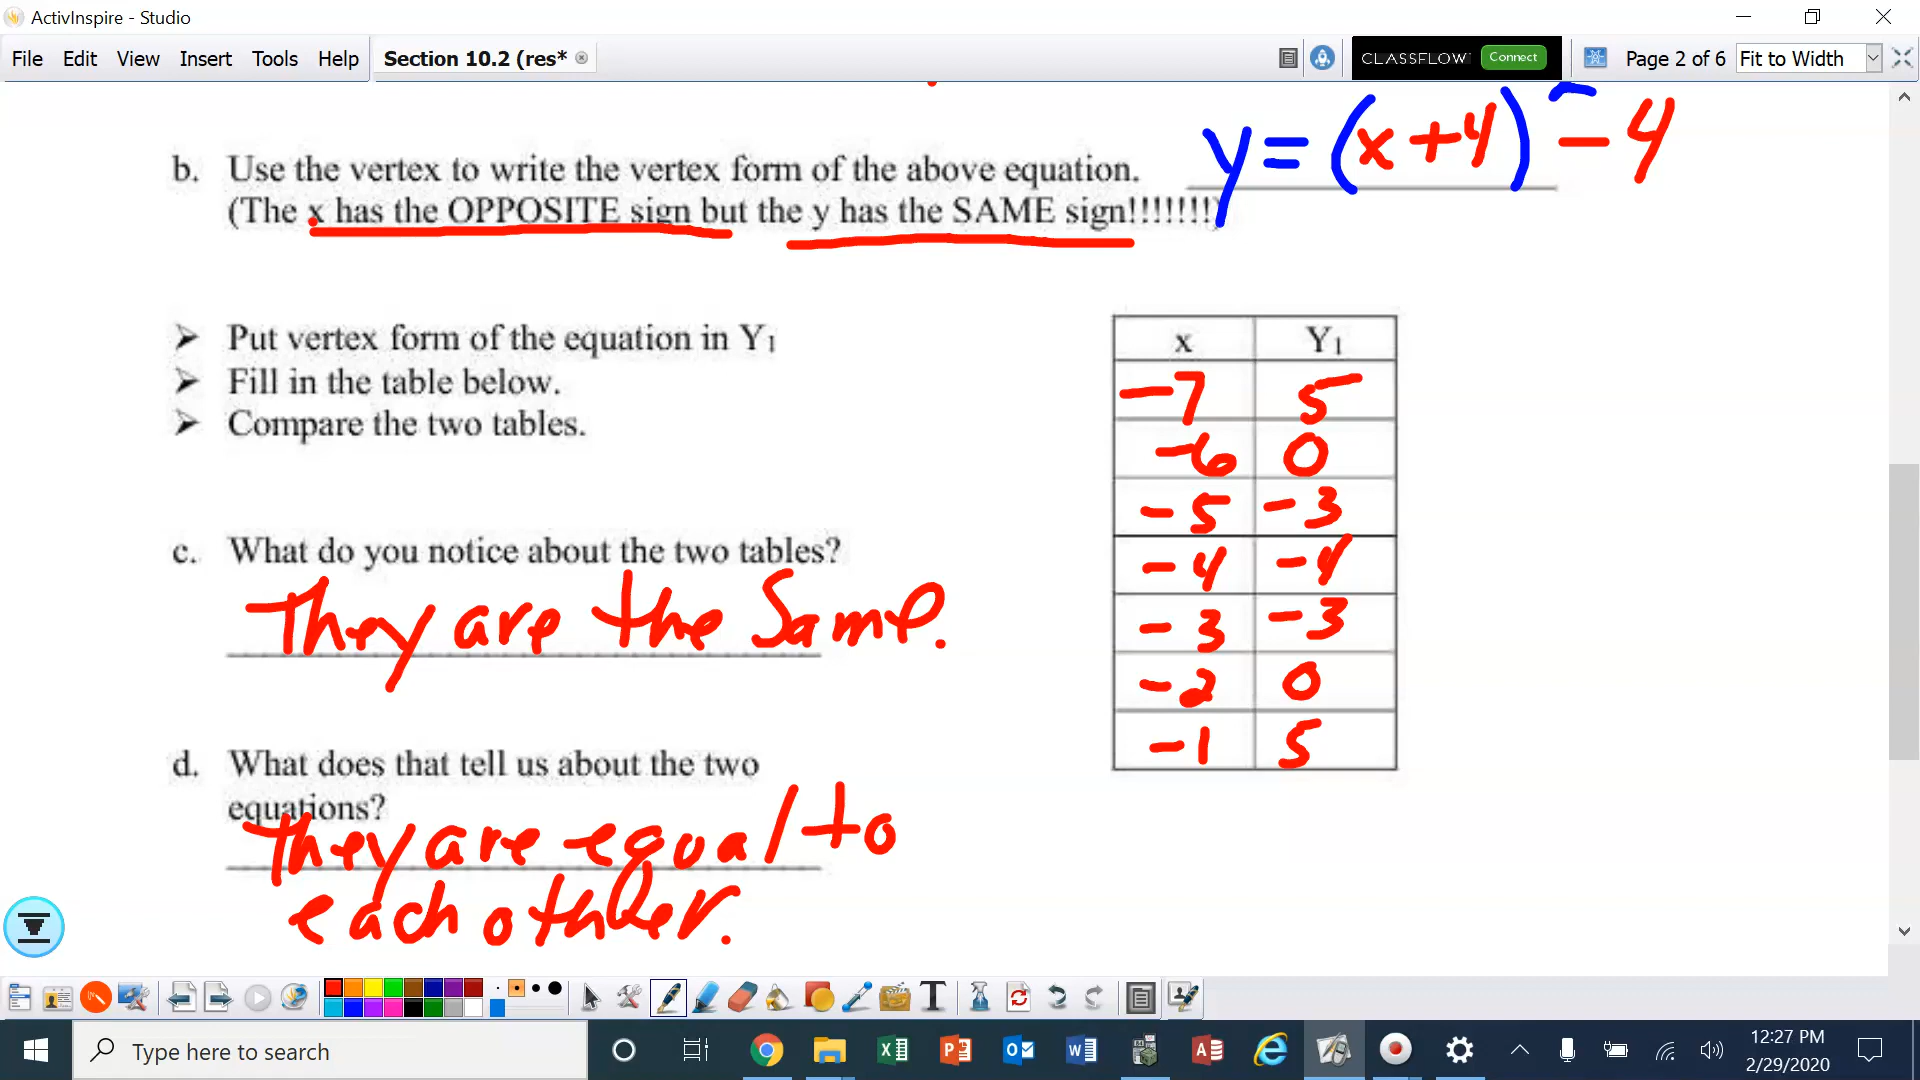 ActivInspire - Studio
File Edit View Insert Tools Help Section 10.2 (res* CLASSFLOW Connect Page 2 of 6 Fit to Width
y = (x + 4) - 4
b. Use the vertex to write the vertex form of the above equation.
(The x has the OPPOSITE sign but the y has the SAME sign!!!!!!!)
➢ Put vertex form of the equation in Y₁
➢ Fill in the table below.
➢ Compare the two tables.
x Y₁
-7 5
-6 0
-5 -3
-4 -4
-3 -3
-2 0
-1 5
c. What do you notice about the two tables?
They are the Same.
d. What does that tell us about the two
equations?
They are equal to
each other.
Type here to search
12:27 PM
2/29/2020